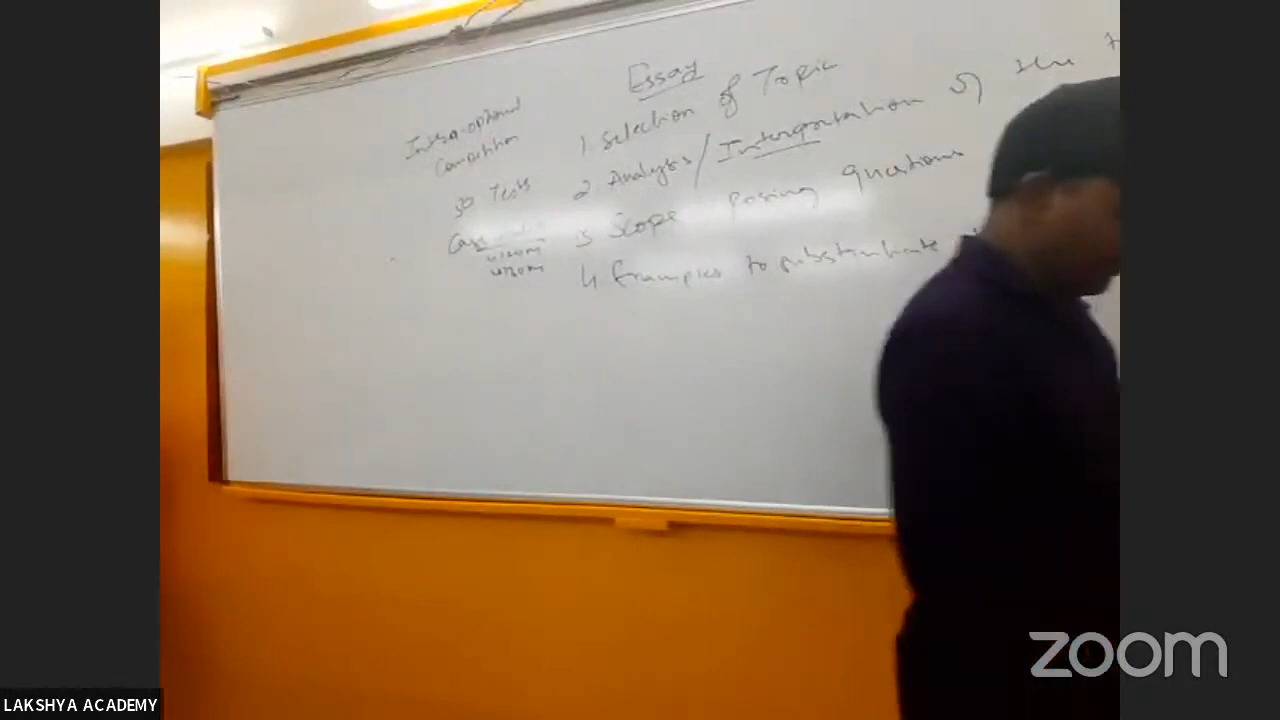 Essay
1 Selection of Topic
2 Analysis / Interpretation of the
3 Scope posing Questions
4 Examples to substantiate
Intra-optional
Competition
30 Tests
zoom
LAKSHYA ACADEMY